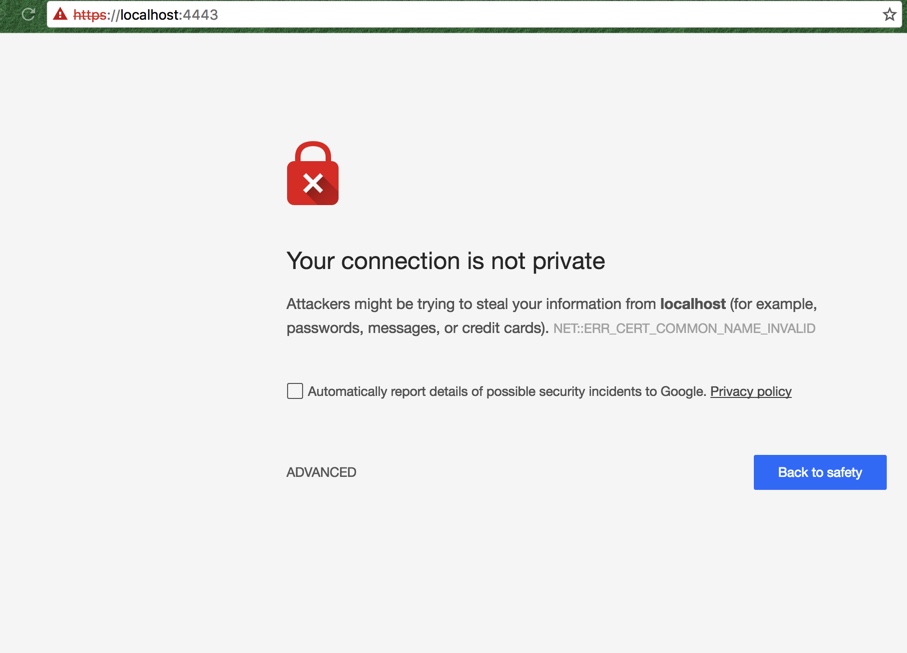 https://localhost:4443
Your connection is not private
Attackers might be trying to steal your information from localhost (for example,
passwords, messages, or credit cards). NET::ERR_CERT_COMMON_NAME_INVALID
Automatically report details of possible security incidents to Google. Privacy policy
ADVANCED
Back to safety